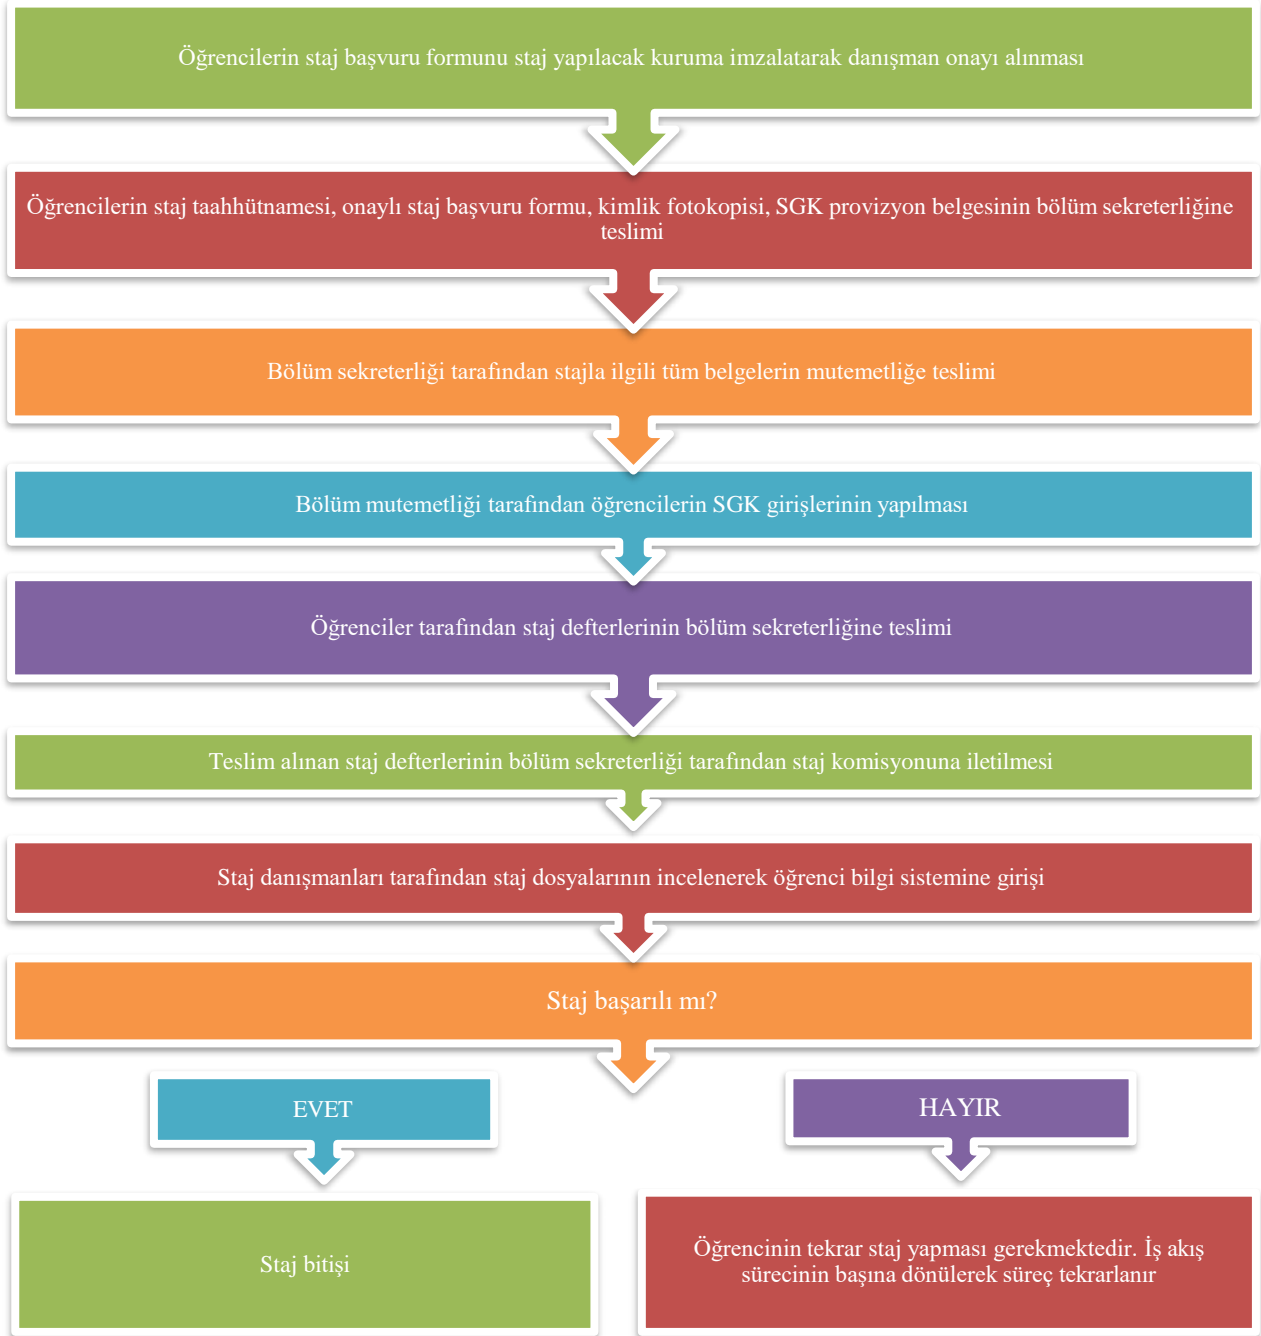 Öğrencilerin staj başvuru formunu staj yapılacak kuruma imzalatarak danışman onayı alınması
Öğrencilerin staj taahhütnamesi, onaylı staj başvuru formu, kimlik fotokopisi, SGK provizyon belgesinin bölüm sekreterliğine
teslimi
Bölüm sekreterliği tarafından stajla ilgili tüm belgelerin mutemetliğe teslimi
Bölüm mutemetliği tarafından öğrencilerin SGK girişlerinin yapılması
Öğrenciler tarafından staj defterlerinin bölüm sekreterliğine teslimi
Teslim alınan staj defterlerinin bölüm sekreterliği tarafından staj komisyonuna iletilmesi
Staj danışmanları tarafından staj dosyalarının incelenerek öğrenci bilgi sistemine girişi
Staj başarılı mı?
EVET
HAYIR
Staj bitişi
Öğrencinin tekrar staj yapması gerekmektedir. İş akış
sürecinin başına dönülerek süreç tekrarlanır